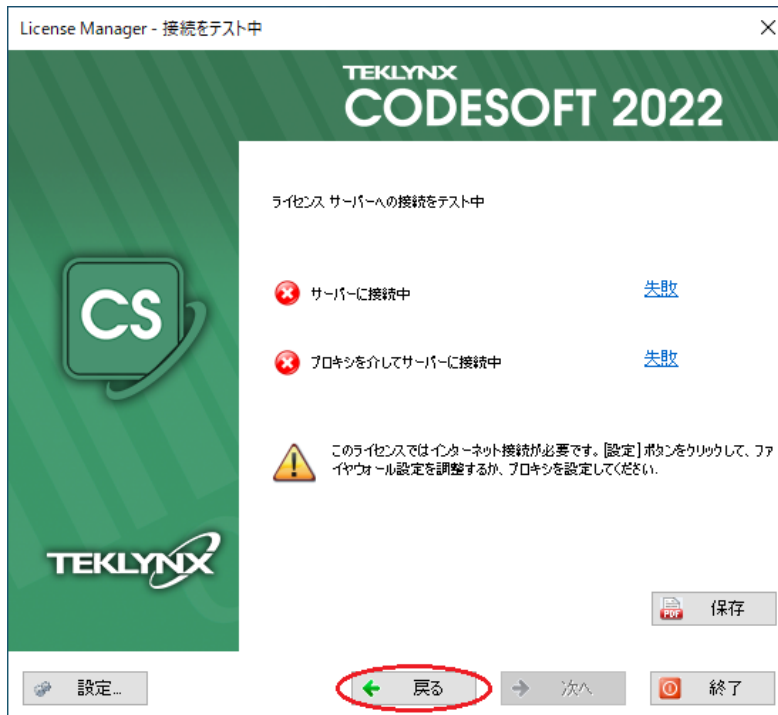 License Manager - 接続をテスト中
TEKLYNX
CODESOFT 2022
ライセンス サーバーへの接続をテスト中
CS
サーバーに接続中 失敗
プロキシを介してサーバーに接続中 失敗
このライセンスではインターネット接続が必要です。[設定] ボタンをクリックして、ファ
イヤウォール設定を調整するか、プロキシを設定してください.
TEKLYNX
PDF 保存
設定... 戻る 次へ 終了